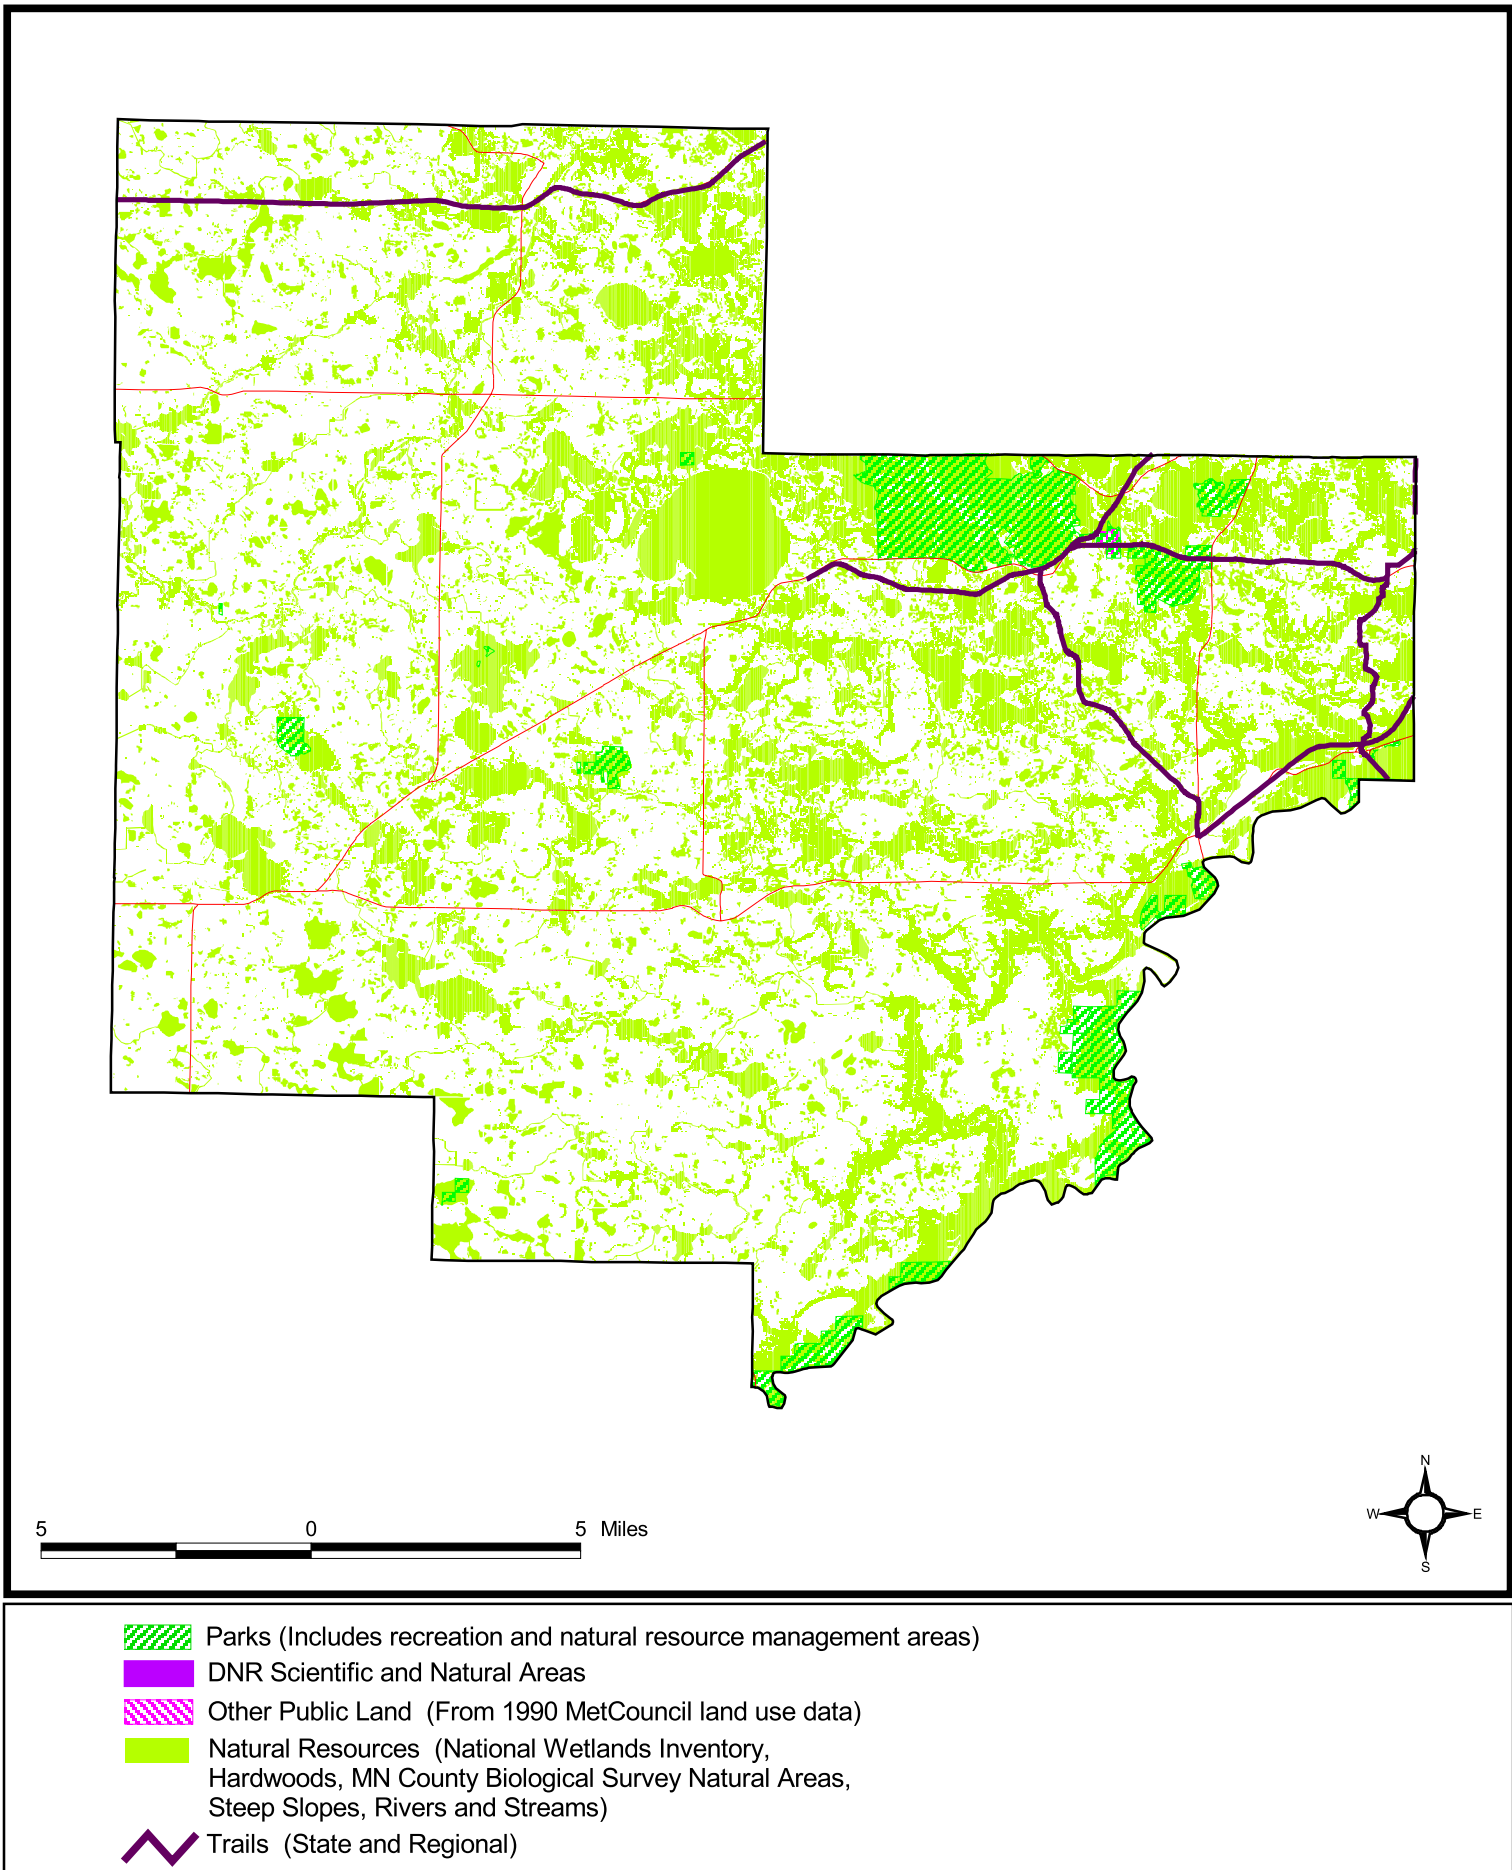 N
W E
S
5 0 5 Miles
Parks (Includes recreation and natural resource management areas)
DNR Scientific and Natural Areas
Other Public Land (From 1990 MetCouncil land use data)
Natural Resources (National Wetlands Inventory,
Hardwoods, MN County Biological Survey Natural Areas,
Steep Slopes, Rivers and Streams)
Trails (State and Regional)